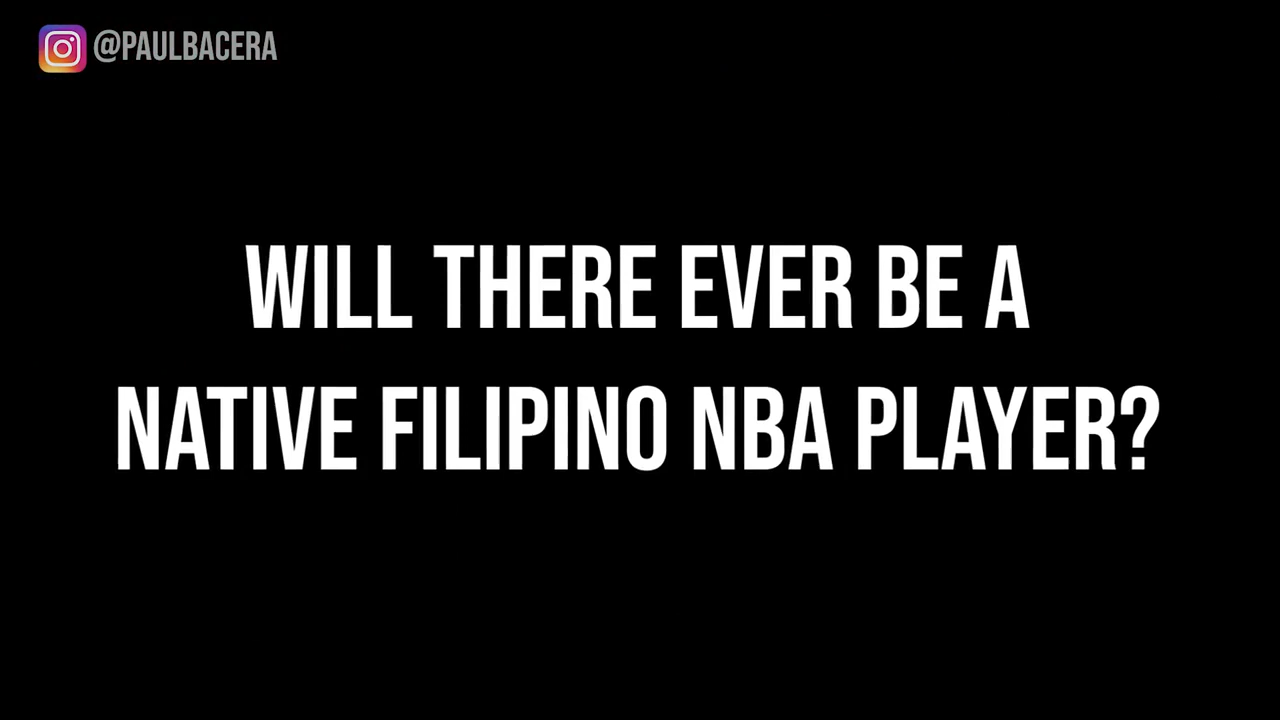 @PAULBACERA
WILL THERE EVER BE A
NATIVE FILIPINO NBA PLAYER?